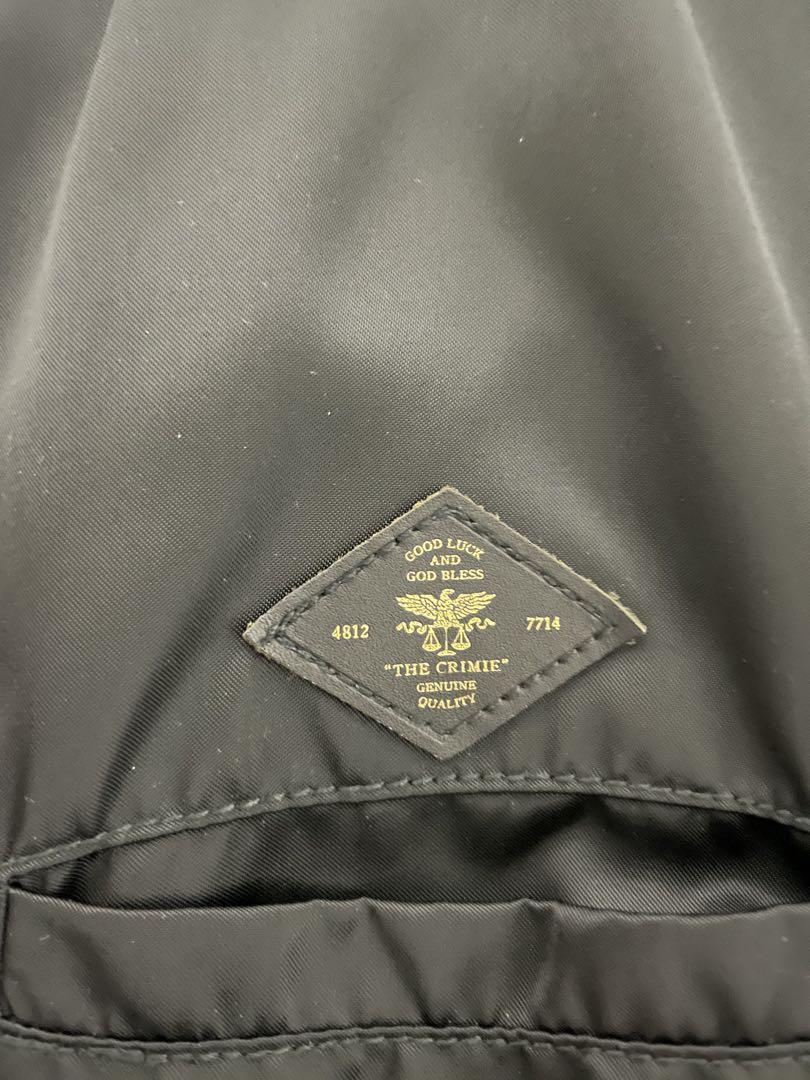 GOOD LUCK
AND
GOD BLESS
4812 7714
"THE CRIMIE"
GENUINE
QUALITY